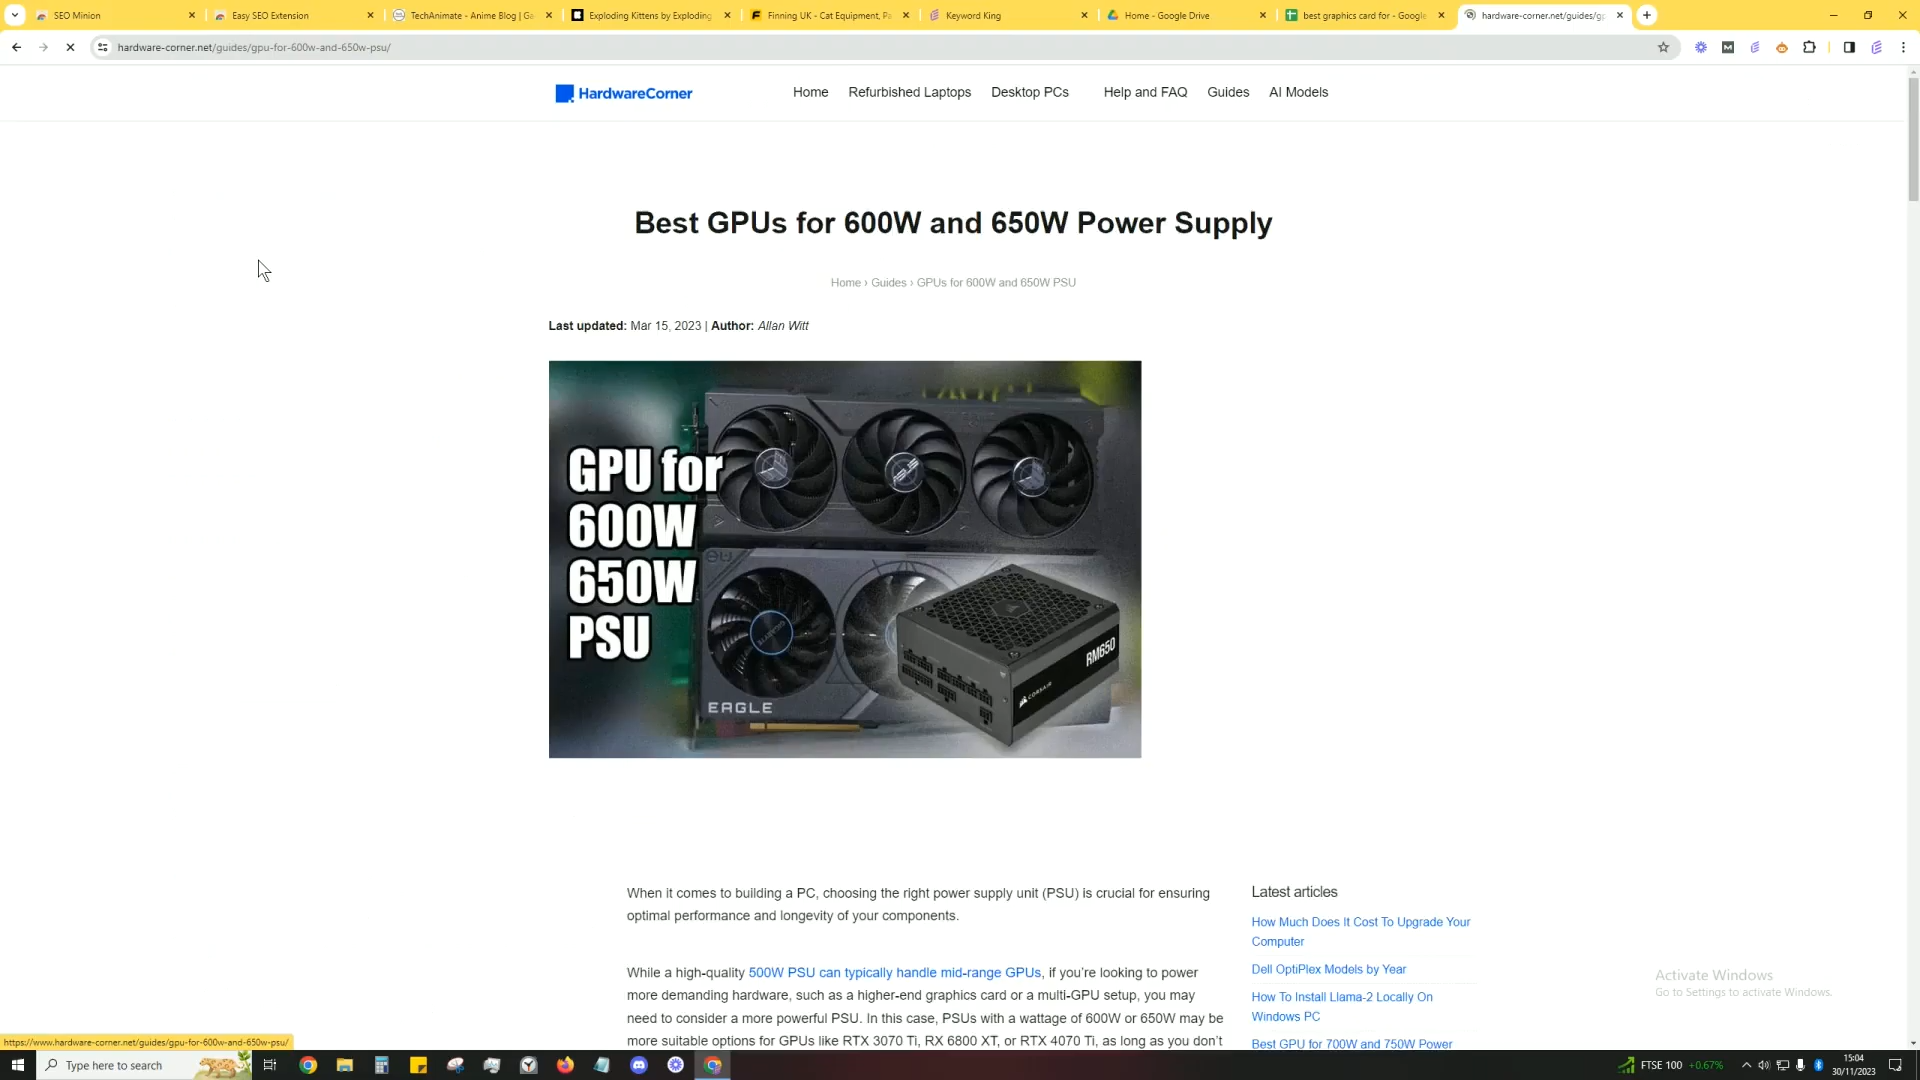 SEO Minion
Easy SEO Extension
TechAnimate - Anime Blog | Ga
Exploding Kittens by Exploding
Finning UK - Cat Equipment, Pa
Keyword King
Home - Google Drive
best graphics card for - Google
hardware-corner.net/guides/gp
hardware-corner.net/guides/gpu-for-600w-and-650w-psu/
HardwareCorner
Home
Refurbished Laptops
Desktop PCs
Help and FAQ
Guides
AI Models
Best GPUs for 600W and 650W Power Supply
Home › Guides › GPUs for 600W and 650W PSU
Last updated: Mar 15, 2023 | Author: Allan Witt
GPU for
600W
650W
PSU
EAGLE
CORSAIR
RM650
When it comes to building a PC, choosing the right power supply unit (PSU) is crucial for ensuring
optimal performance and longevity of your components.
While a high-quality 500W PSU can typically handle mid-range GPUs, if you're looking to power
more demanding hardware, such as a higher-end graphics card or a multi-GPU setup, you may
need to consider a more powerful PSU. In this case, PSUs with a wattage of 600W or 650W may be
more suitable options for GPUs like RTX 3070 Ti, RX 6800 XT, or RTX 4070 Ti, as long as you don't
Latest articles
How Much Does It Cost To Upgrade Your
Computer
Dell OptiPlex Models by Year
How To Install Llama-2 Locally On
Windows PC
Best GPU for 700W and 750W Power
Activate Windows
Go to Settings to activate Windows.
https://www.hardware-corner.net/guides/gpu-for-600w-and-650w-psu/
Type here to search
FTSE 100 +0.67%
15:04
30/11/2023